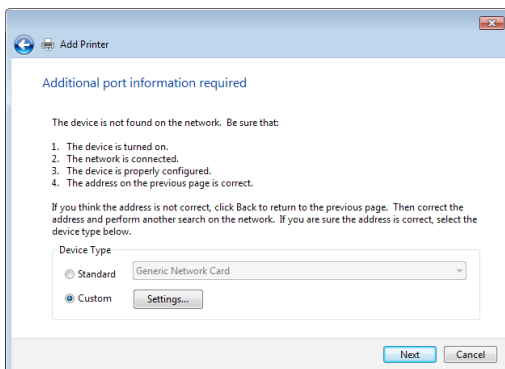 Add Printer
Additional port information required
The device is not found on the network.  Be sure that:
1.  The device is turned on.
2.  The network is connected.
3.  The device is properly configured.
4.  The address on the previous page is correct.
If you think the address is not correct, click Back to return to the previous page.  Then correct the
address and perform another search on the network.  If you are sure the address is correct, select the
device type below.
Device Type
Standard
Generic Network Card
Custom
Settings...
Next
Cancel